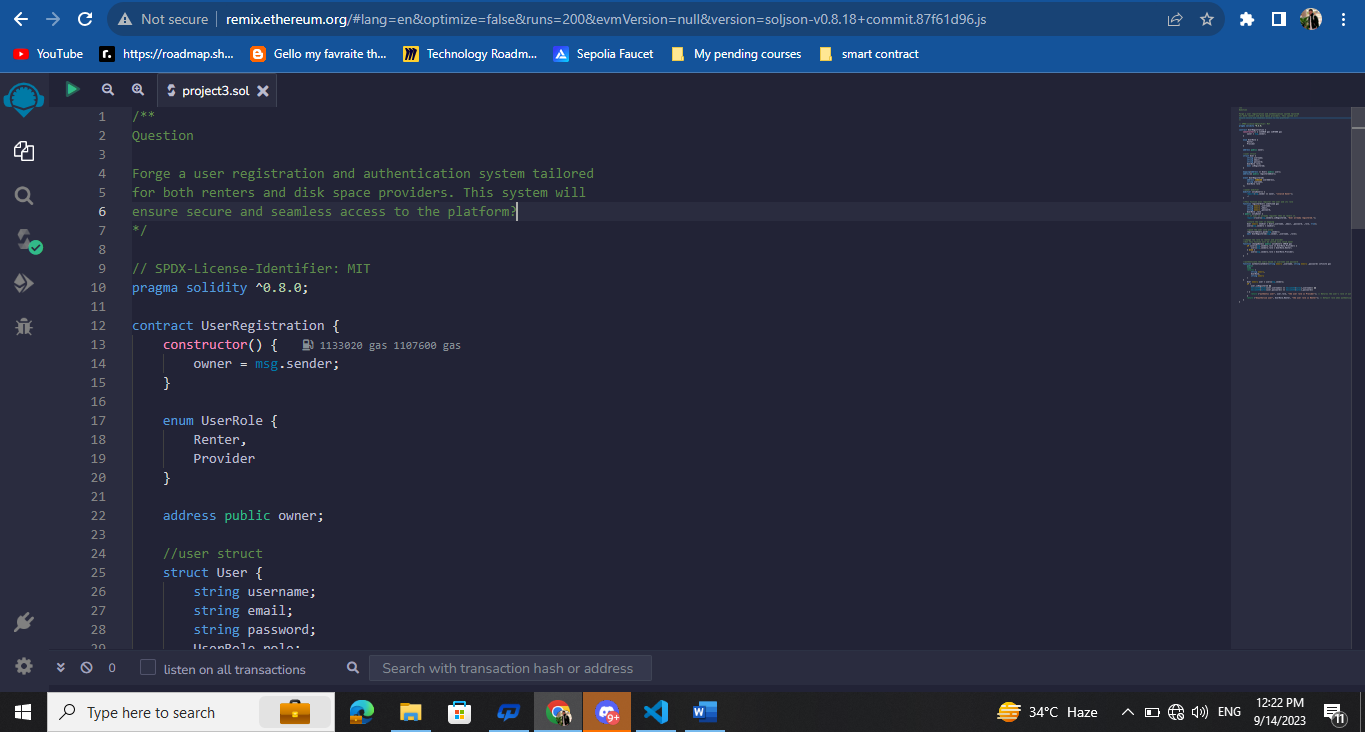 Not secure
remix.ethereum.org/#lang=en&optimize=false&runs=200&evmVersion=null&version=soljson-v0.8.18+commit.87f61d96.js
YouTube
https://roadmap.sh...
Gello my favraite th...
Technology Roadm...
Sepolia Faucet
My pending courses
smart contract
project3.sol
1 /**
2 Question
3
4 Forge a user registration and authentication system tailored
5 for both renters and disk space providers. This system will
6 ensure secure and seamless access to the platform?
7 */
8
9 // SPDX-License-Identifier: MIT
10 pragma solidity ^0.8.0;
11
12 contract UserRegistration {
13 constructor() { 1133020 gas 1107600 gas
14 owner = msg.sender;
15 }
16
17 enum UserRole {
18 Renter,
19 Provider
20 }
21
22 address public owner;
23
24 //user struct
25 struct User {
26 string username;
27 string email;
28 string password;
29 UserRole role;
0
listen on all transactions
Search with transaction hash or address
Type here to search
9+
34°C Haze
ENG
12:22 PM
9/14/2023
11